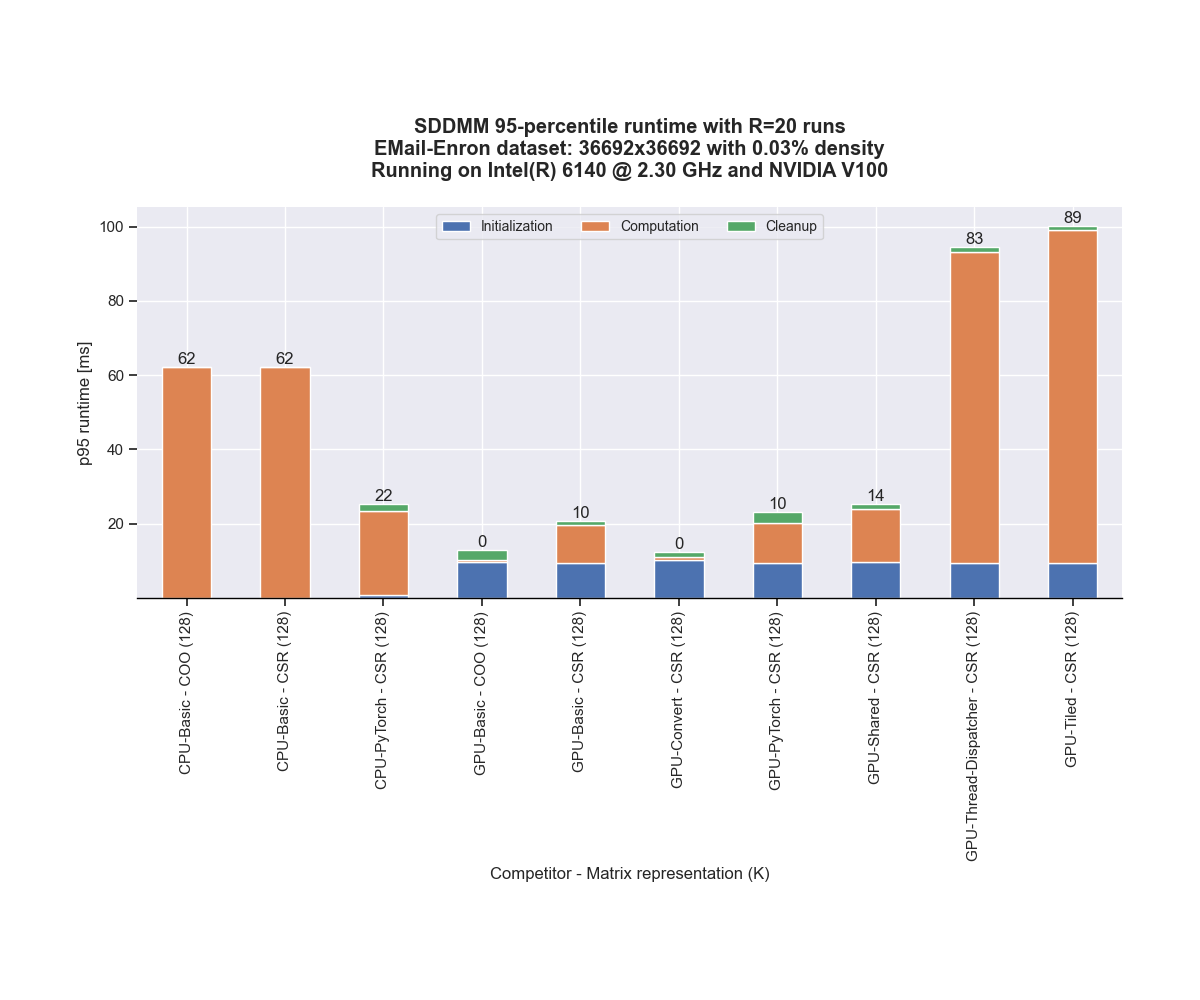 SDDMM 95-percentile runtime with R=20 runs
EMail-Enron dataset: 36692x36692 with 0.03% density
Running on Intel(R) 6140 @ 2.30 GHz and NVIDIA V100
Initialization Computation Cleanup
p95 runtime [ms]
100
80
60
40
20
62
62
22
0
10
0
10
14
83
89
CPU-Basic - COO (128)
CPU-Basic - CSR (128)
CPU-PyTorch - CSR (128)
GPU-Basic - COO (128)
GPU-Basic - CSR (128)
GPU-Convert - CSR (128)
GPU-PyTorch - CSR (128)
GPU-Shared - CSR (128)
GPU-Thread-Dispatcher - CSR (128)
GPU-Tiled - CSR (128)
Competitor - Matrix representation (K)